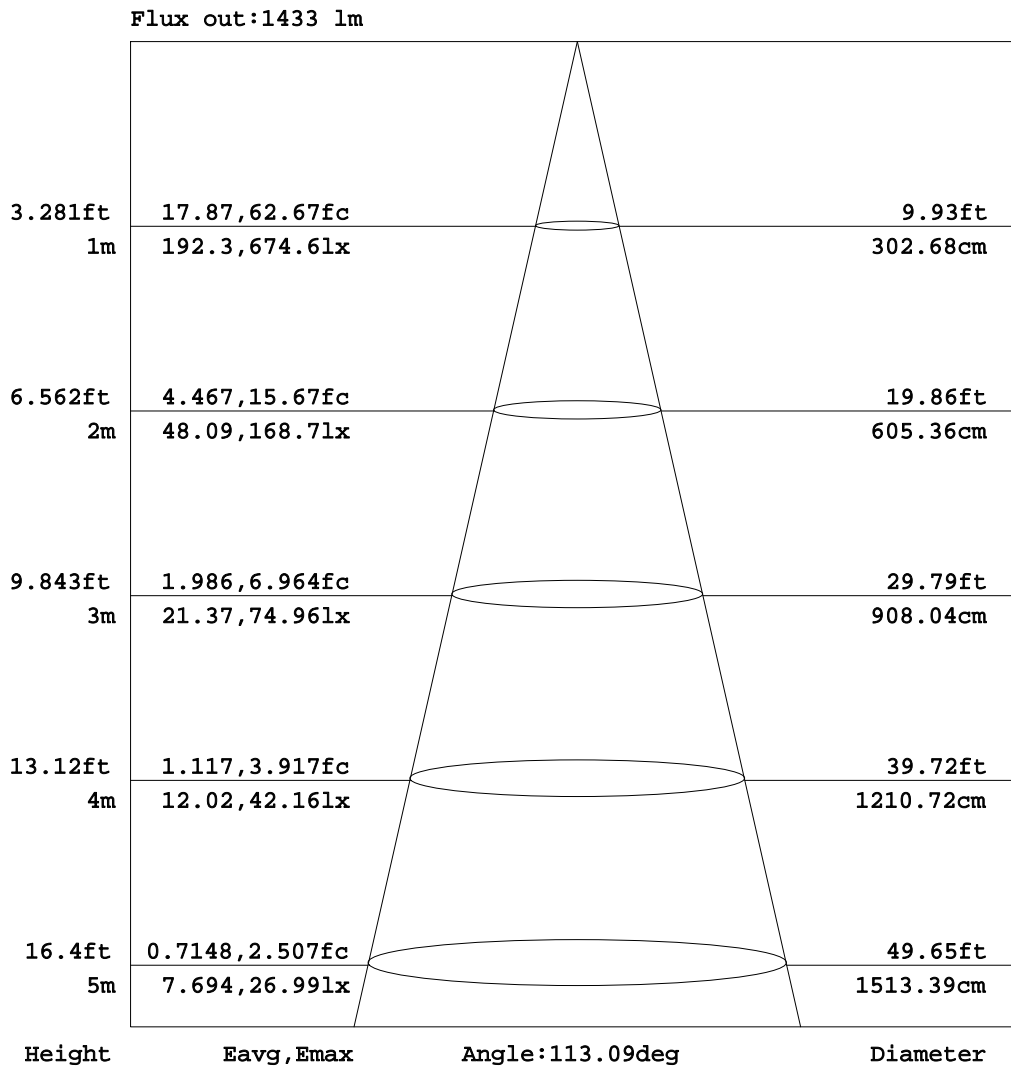 Flux out:1433 lm
3.281ft 17.87,62.67fc 9.93ft
1m 192.3,674.6lx 302.68cm
6.562ft 4.467,15.67fc 19.86ft
2m 48.09,168.7lx 605.36cm
9.843ft 1.986,6.964fc 29.79ft
3m 21.37,74.96lx 908.04cm
13.12ft 1.117,3.917fc 39.72ft
4m 12.02,42.16lx 1210.72cm
16.4ft 0.7148,2.507fc 49.65ft
5m 7.694,26.99lx 1513.39cm
Height Eavg,Emax Angle:113.09deg Diameter